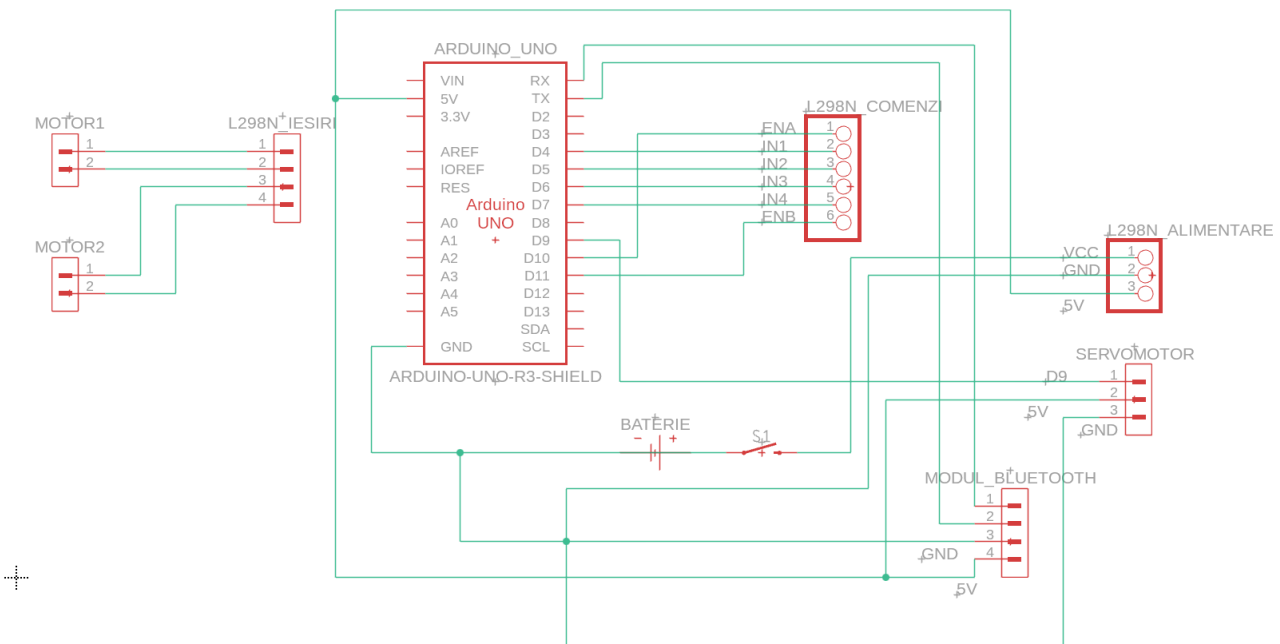 ARDUINO_UNO
VIN RX
5V TX
3.3V D2
D3
AREF D4
IOREF D5
RES D6
D7
Arduino
UNO
A0 D8
A1 D9
A2 D10
A3 D11
A4 D12
A5 D13
SDA
GND SCL
ARDUINO-UNO-R3-SHIELD
MOTOR1
1
2
MOTOR2
1
2
L298N_IESIRI
1
2
3
4
L298N_COMENZI
ENA 1
IN1 2
IN2 3
IN3 4
IN4 5
ENB 6
L298N_ALIMENTARE
VCC 1
GND 2
3
5V
SERVOMOTOR
D9 1
2
5V 3
GND
BATERIE
- +
S1
MODUL_BLUETOOTH
1
2
3
GND 4
5V